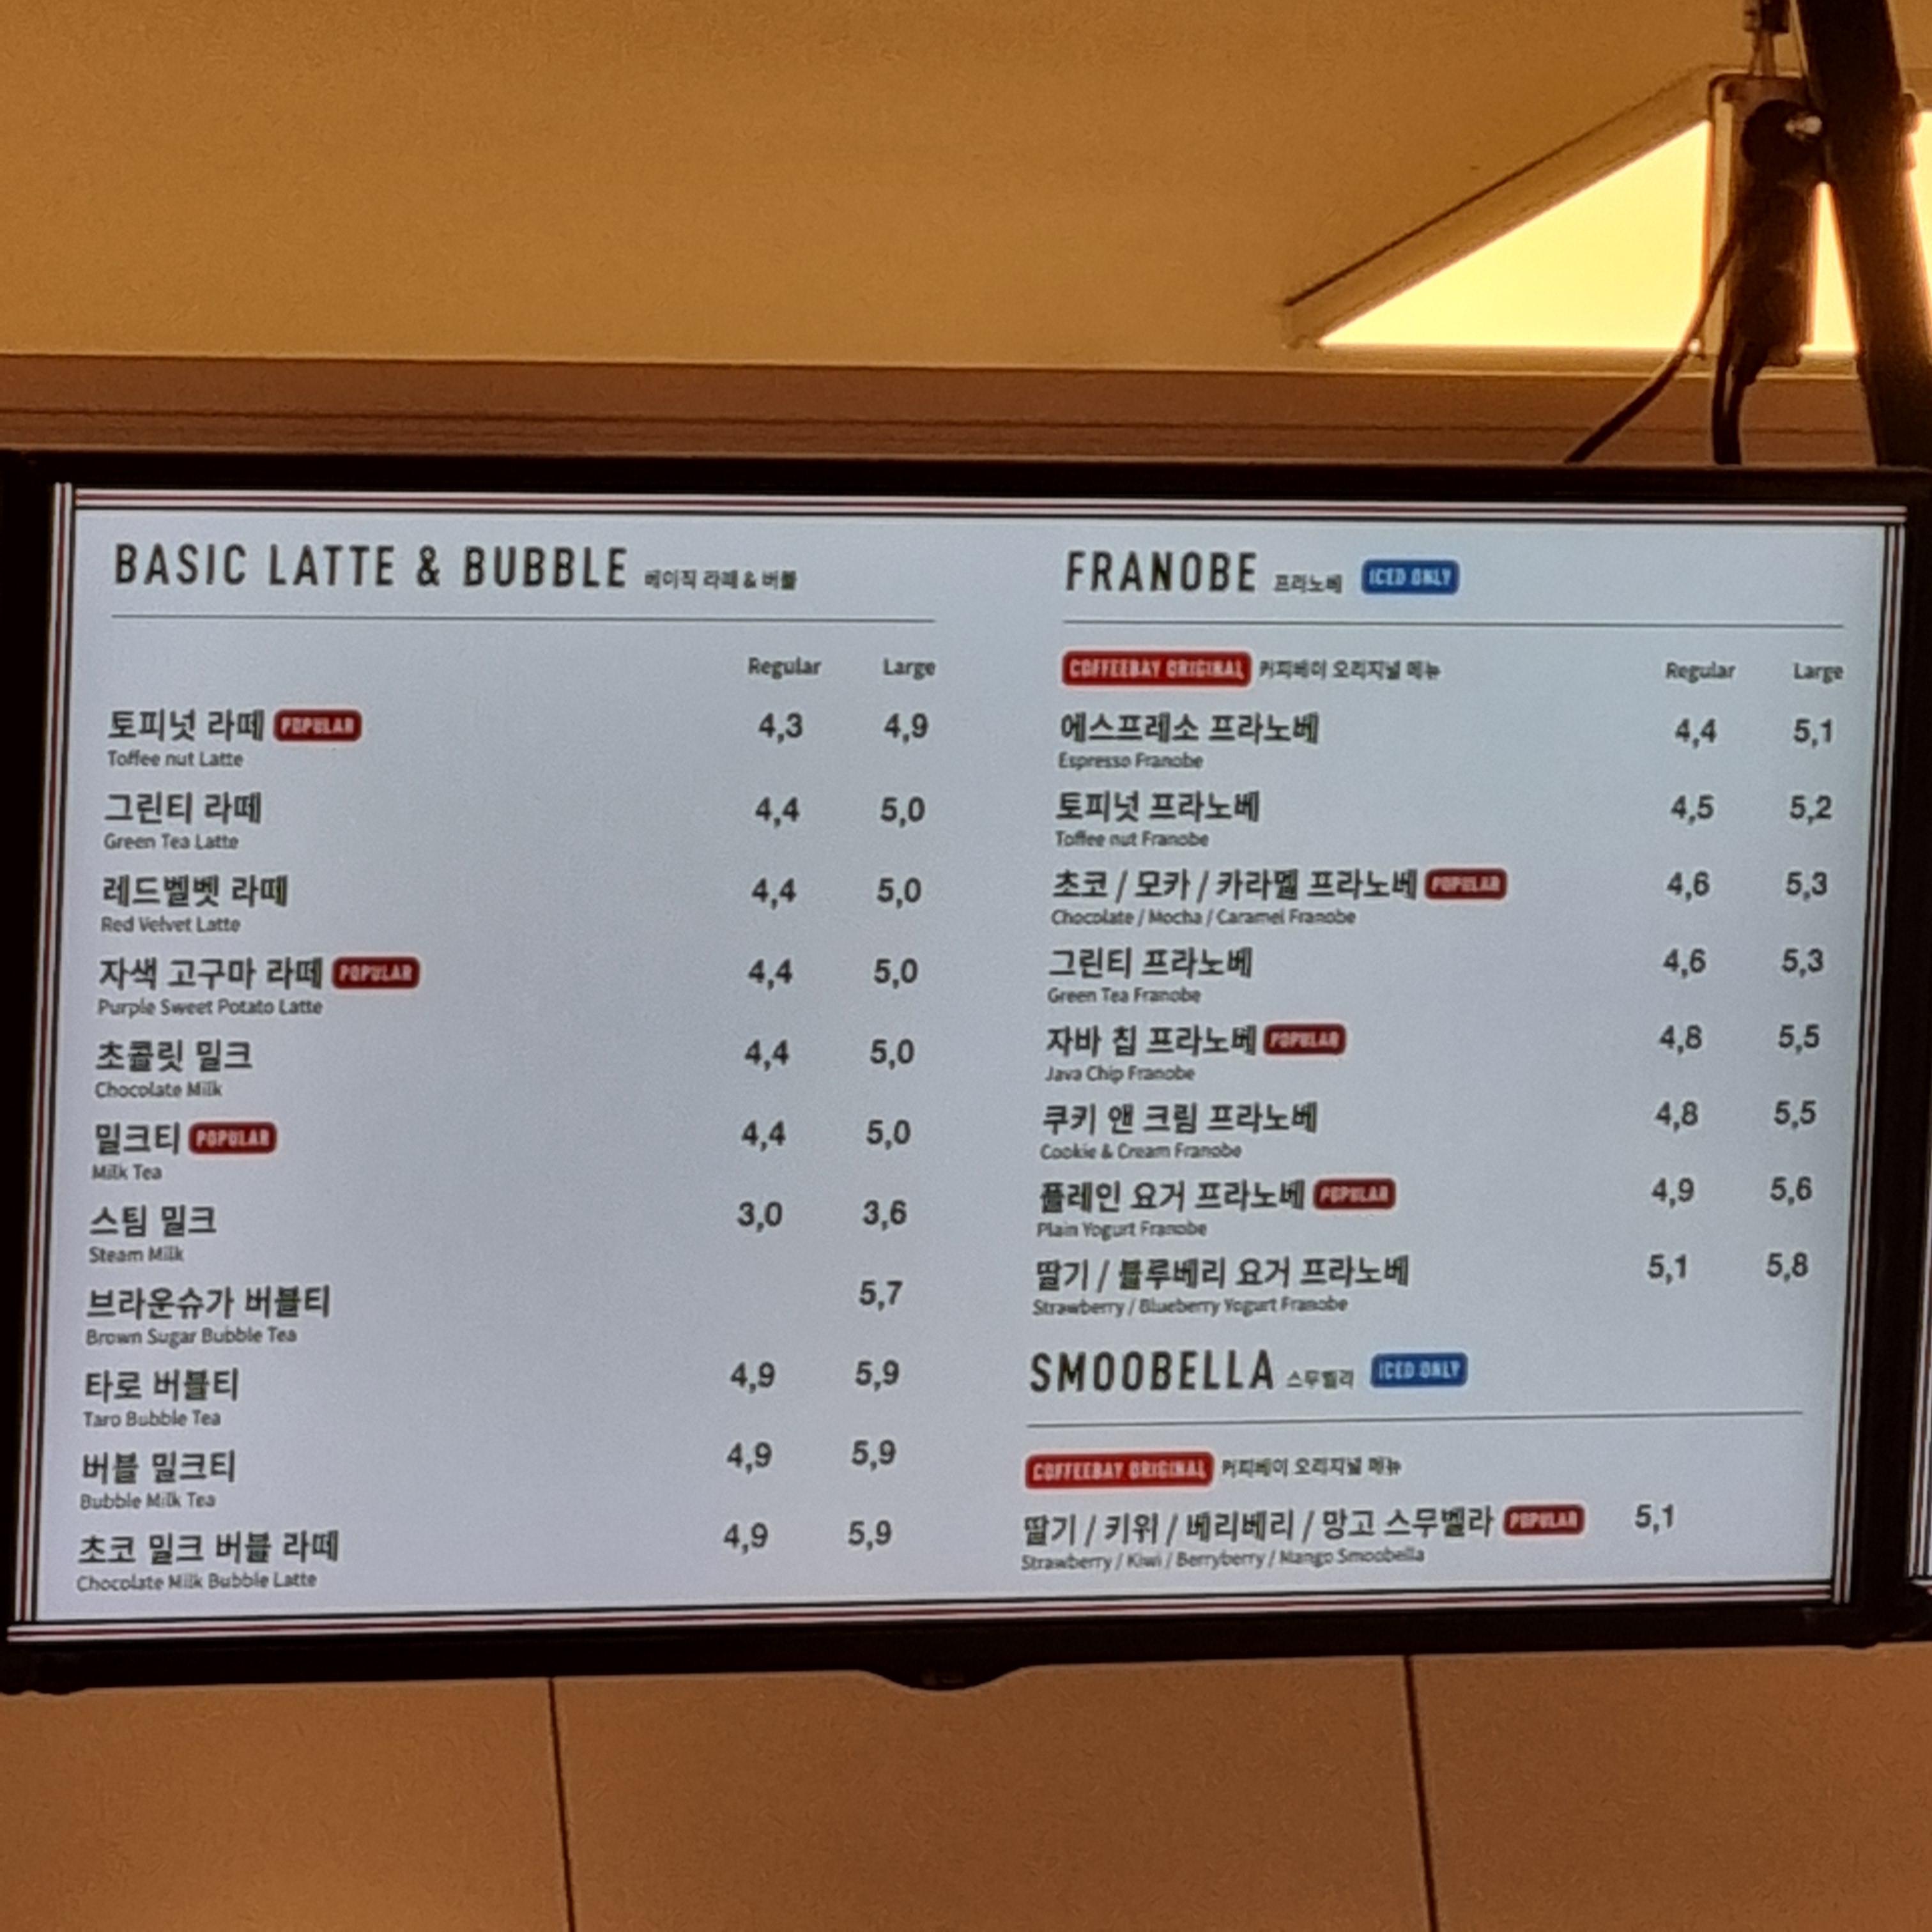 BASIC LATTE & BUBBLE 베이직 라떼 & 버블
Regular Large
토피넛 라떼 POPULAR 4,3 4,9
Toffee nut Latte
그린티 라떼 4,4 5,0
Green Tea Latte
레드벨벳 라떼 4,4 5,0
Red Velvet Latte
자색 고구마 라떼 POPULAR 4,4 5,0
Purple Sweet Potato Latte
초콜릿 밀크 4,4 5,0
Chocolate Milk
밀크티 POPULAR 4,4 5,0
Milk Tea
스팀 밀크 3,0 3,6
Steam Milk
브라운슈가 버블티 5,7
Brown Sugar Bubble Tea
타로 버블티 4,9 5,9
Taro Bubble Tea
버블 밀크티 4,9 5,9
Bubble Milk Tea
초코 밀크 버블 라떼 4,9 5,9
Chocolate Milk Bubble Latte
FRANOBE 프라노베 ICED ONLY
COFFEEBAY ORIGINAL 커피베이 오리지널 메뉴 Regular Large
에스프레소 프라노베 4,4 5,1
Espresso Franobe
토피넛 프라노베 4,5 5,2
Toffee nut Franobe
초코 / 모카 / 카라멜 프라노베 POPULAR 4,6 5,3
Chocolate / Mocha / Caramel Franobe
그린티 프라노베 4,6 5,3
Green Tea Franobe
자바 칩 프라노베 POPULAR 4,8 5,5
Java Chip Franobe
쿠키 앤 크림 프라노베 4,8 5,5
Cookie & Cream Franobe
플레인 요거 프라노베 POPULAR 4,9 5,6
Plain Yogurt Franobe
딸기 / 블루베리 요거 프라노베 5,1 5,8
Strawberry / Blueberry Yogurt Franobe
SMOOBELLA 스무벨라 ICED ONLY
COFFEEBAY ORIGINAL 커피베이 오리지널 메뉴
딸기 / 키위 / 베리베리 / 망고 스무벨라 POPULAR 5,1
Strawberry / Kiwi / Berryberry / Mango Smoobella